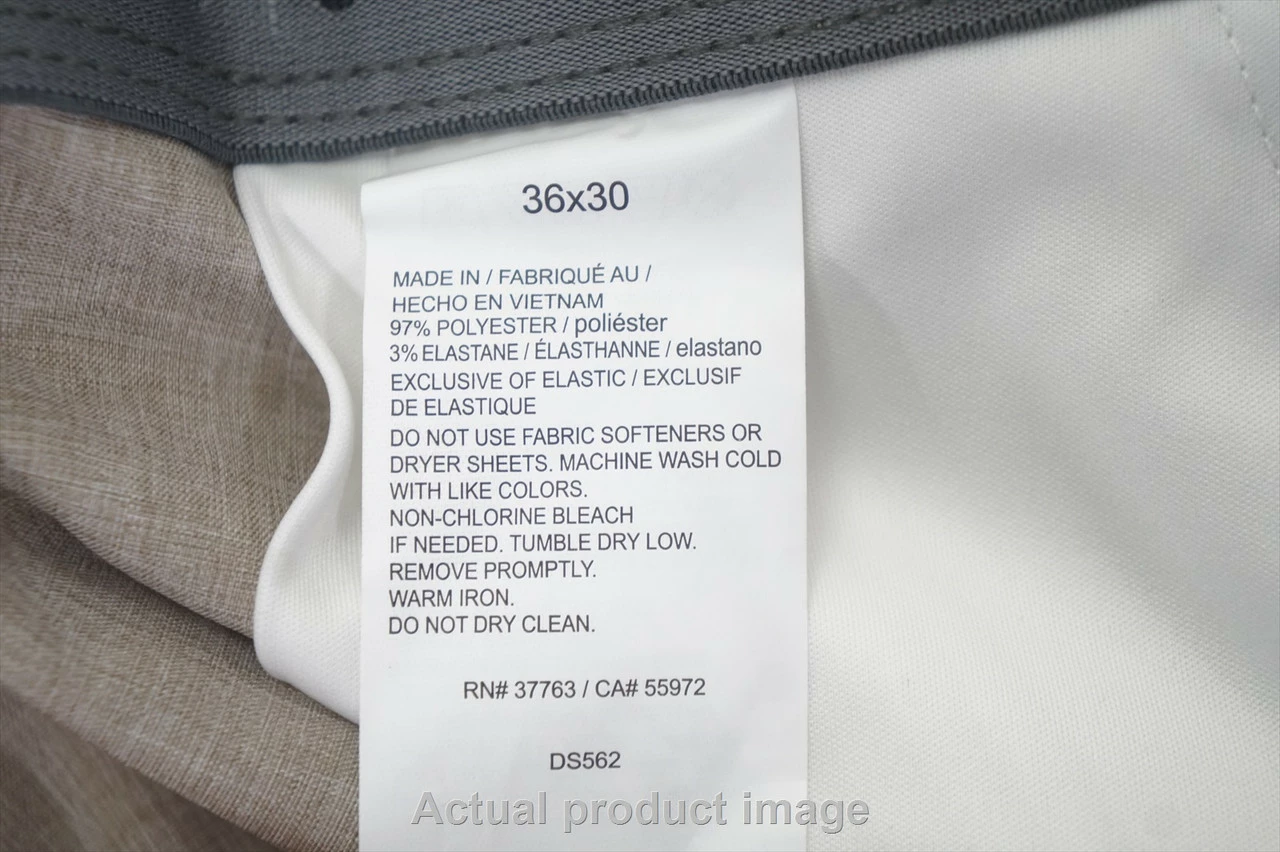 36x30
MADE IN / FABRIQUÉ AU /
HECHO EN VIETNAM
97% POLYESTER / poliéster
3% ELASTANE / ÉLASTHANNE / elastano
EXCLUSIVE OF ELASTIC / EXCLUSIF
DE ELASTIQUE
DO NOT USE FABRIC SOFTENERS OR
DRYER SHEETS. MACHINE WASH COLD
WITH LIKE COLORS.
NON-CHLORINE BLEACH
IF NEEDED. TUMBLE DRY LOW.
REMOVE PROMPTLY.
WARM IRON.
DO NOT DRY CLEAN.
RN# 37763 / CA# 55972
DS562
Actual product image